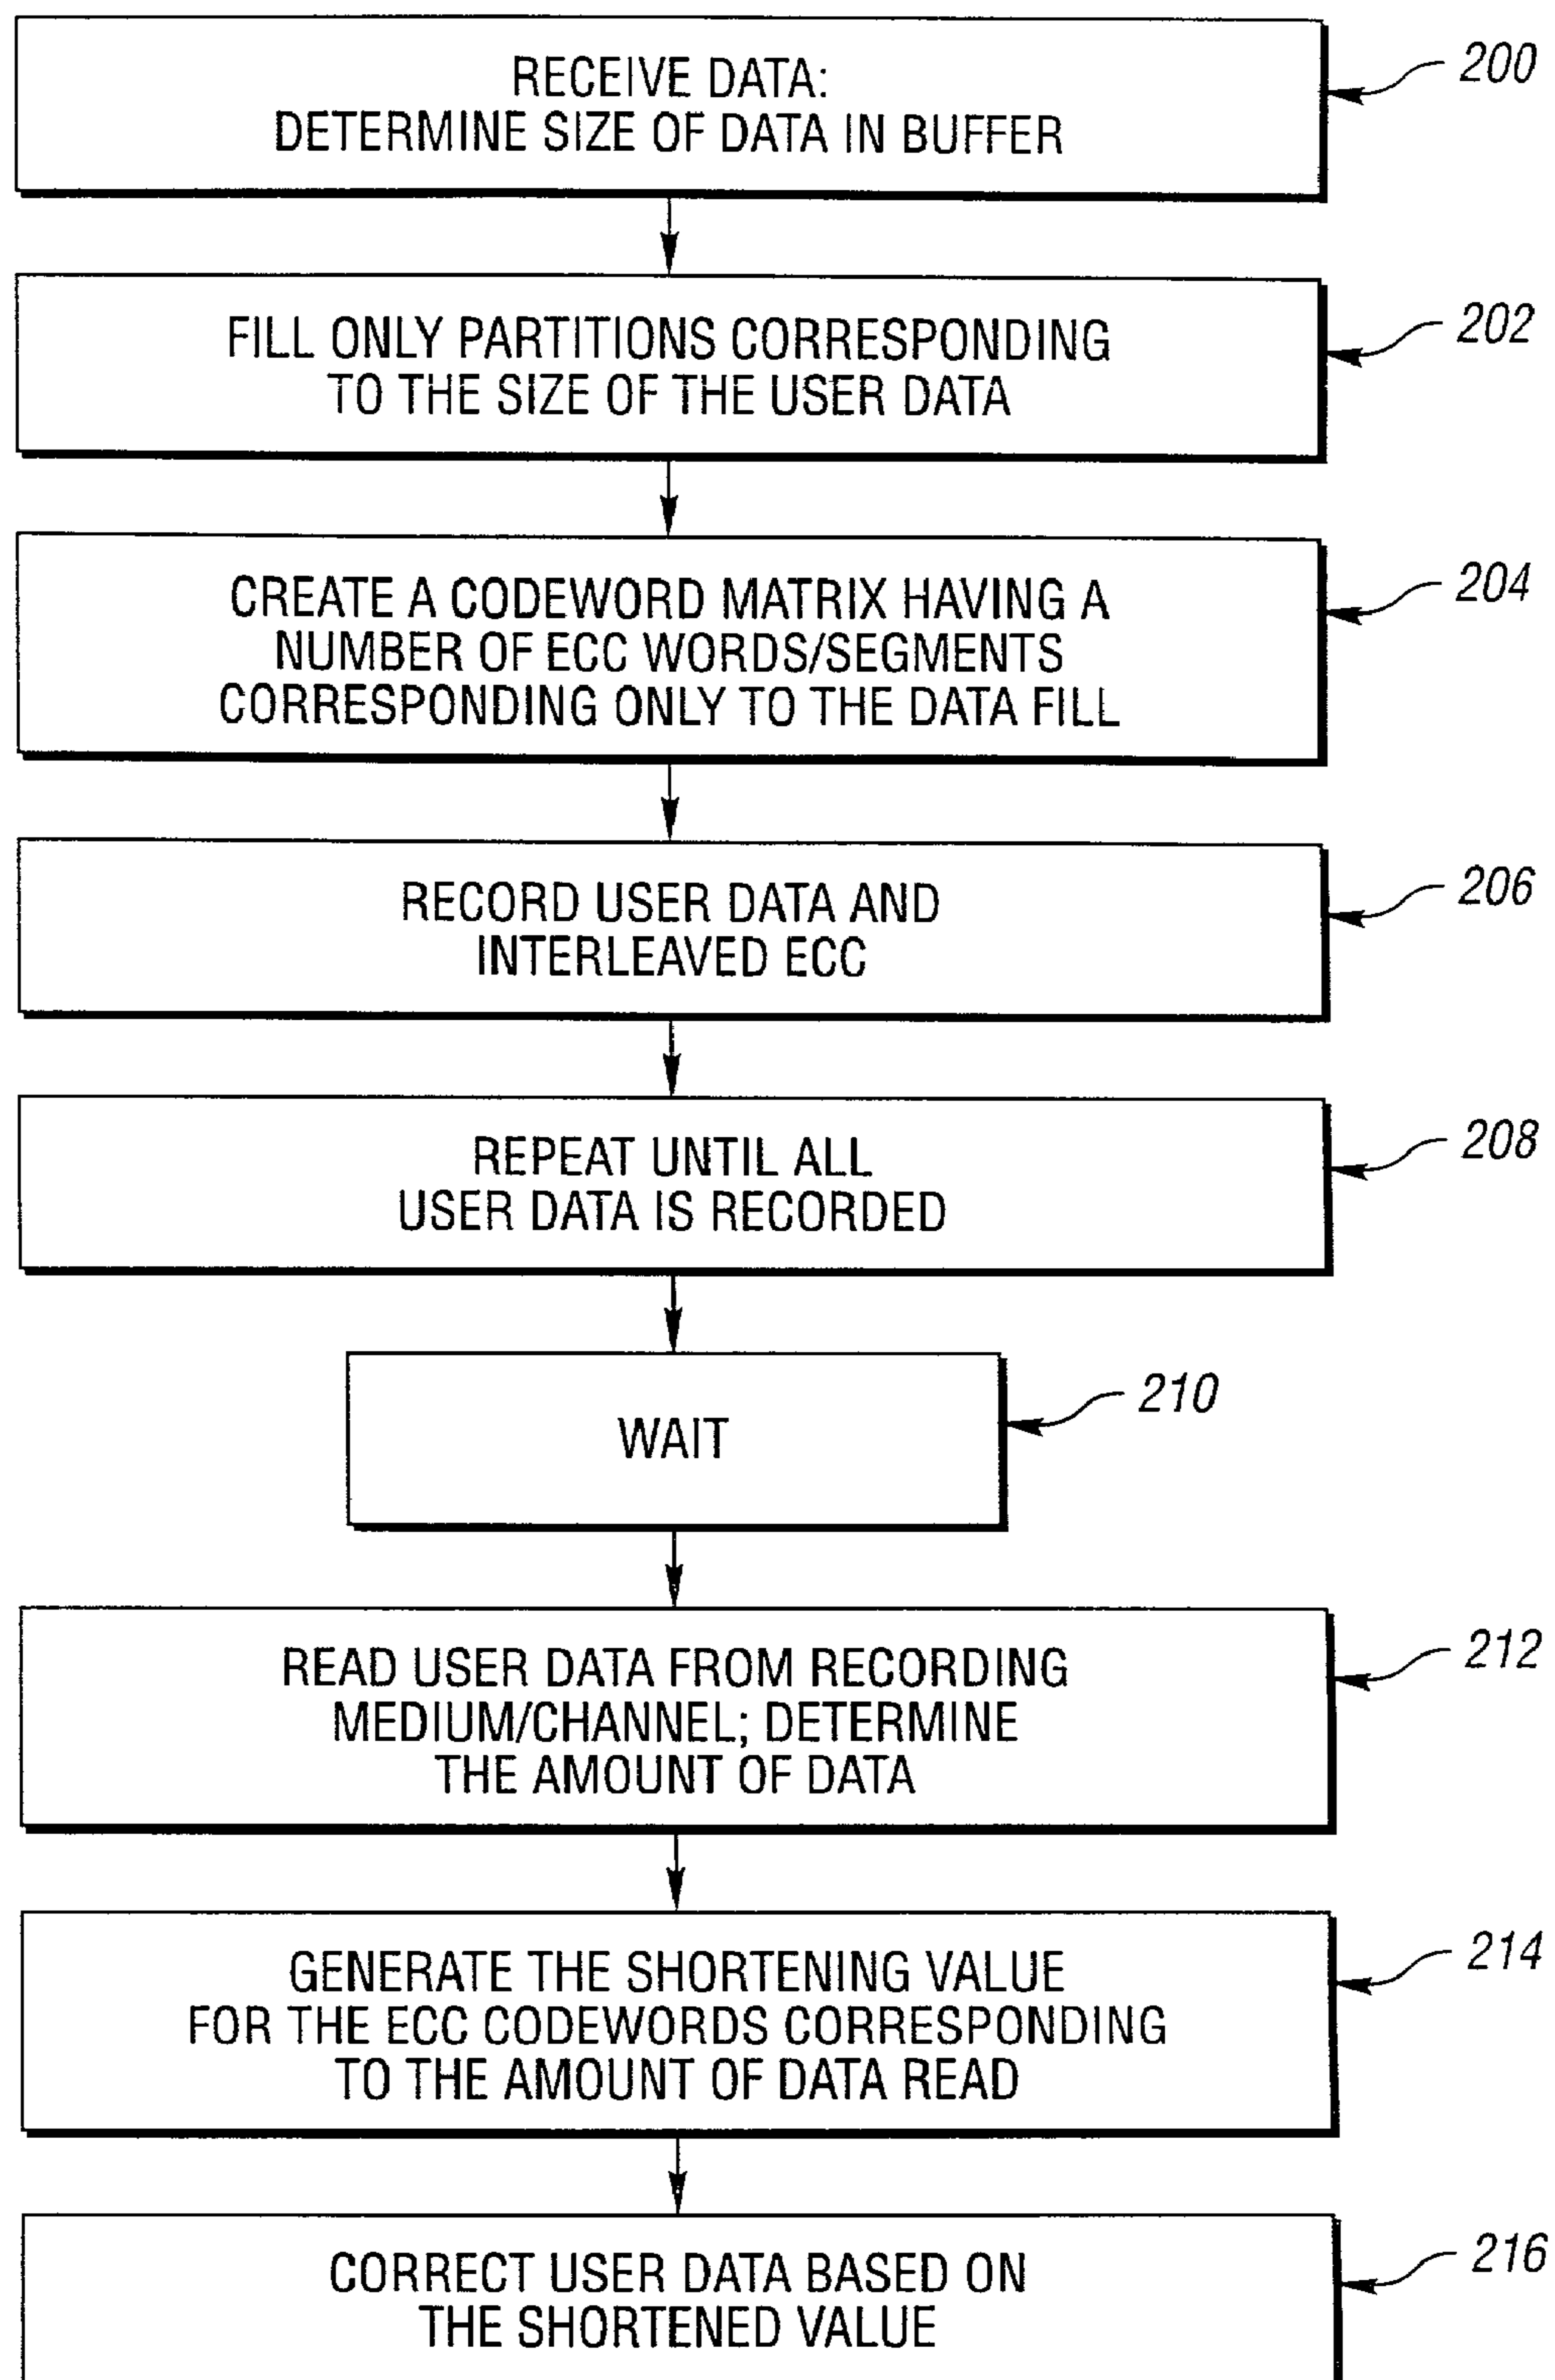 RECEIVE DATA:
DETERMINE SIZE OF DATA IN BUFFER
200
FILL ONLY PARTITIONS CORRESPONDING
TO THE SIZE OF THE USER DATA
202
CREATE A CODEWORD MATRIX HAVING A
NUMBER OF ECC WORDS/SEGMENTS
CORRESPONDING ONLY TO THE DATA FILL
204
RECORD USER DATA AND
INTERLEAVED ECC
206
REPEAT UNTIL ALL
USER DATA IS RECORDED
208
WAIT
210
READ USER DATA FROM RECORDING
MEDIUM/CHANNEL; DETERMINE
THE AMOUNT OF DATA
212
GENERATE THE SHORTENING VALUE
FOR THE ECC CODEWORDS CORRESPONDING
TO THE AMOUNT OF DATA READ
214
CORRECT USER DATA BASED ON
THE SHORTENED VALUE
216